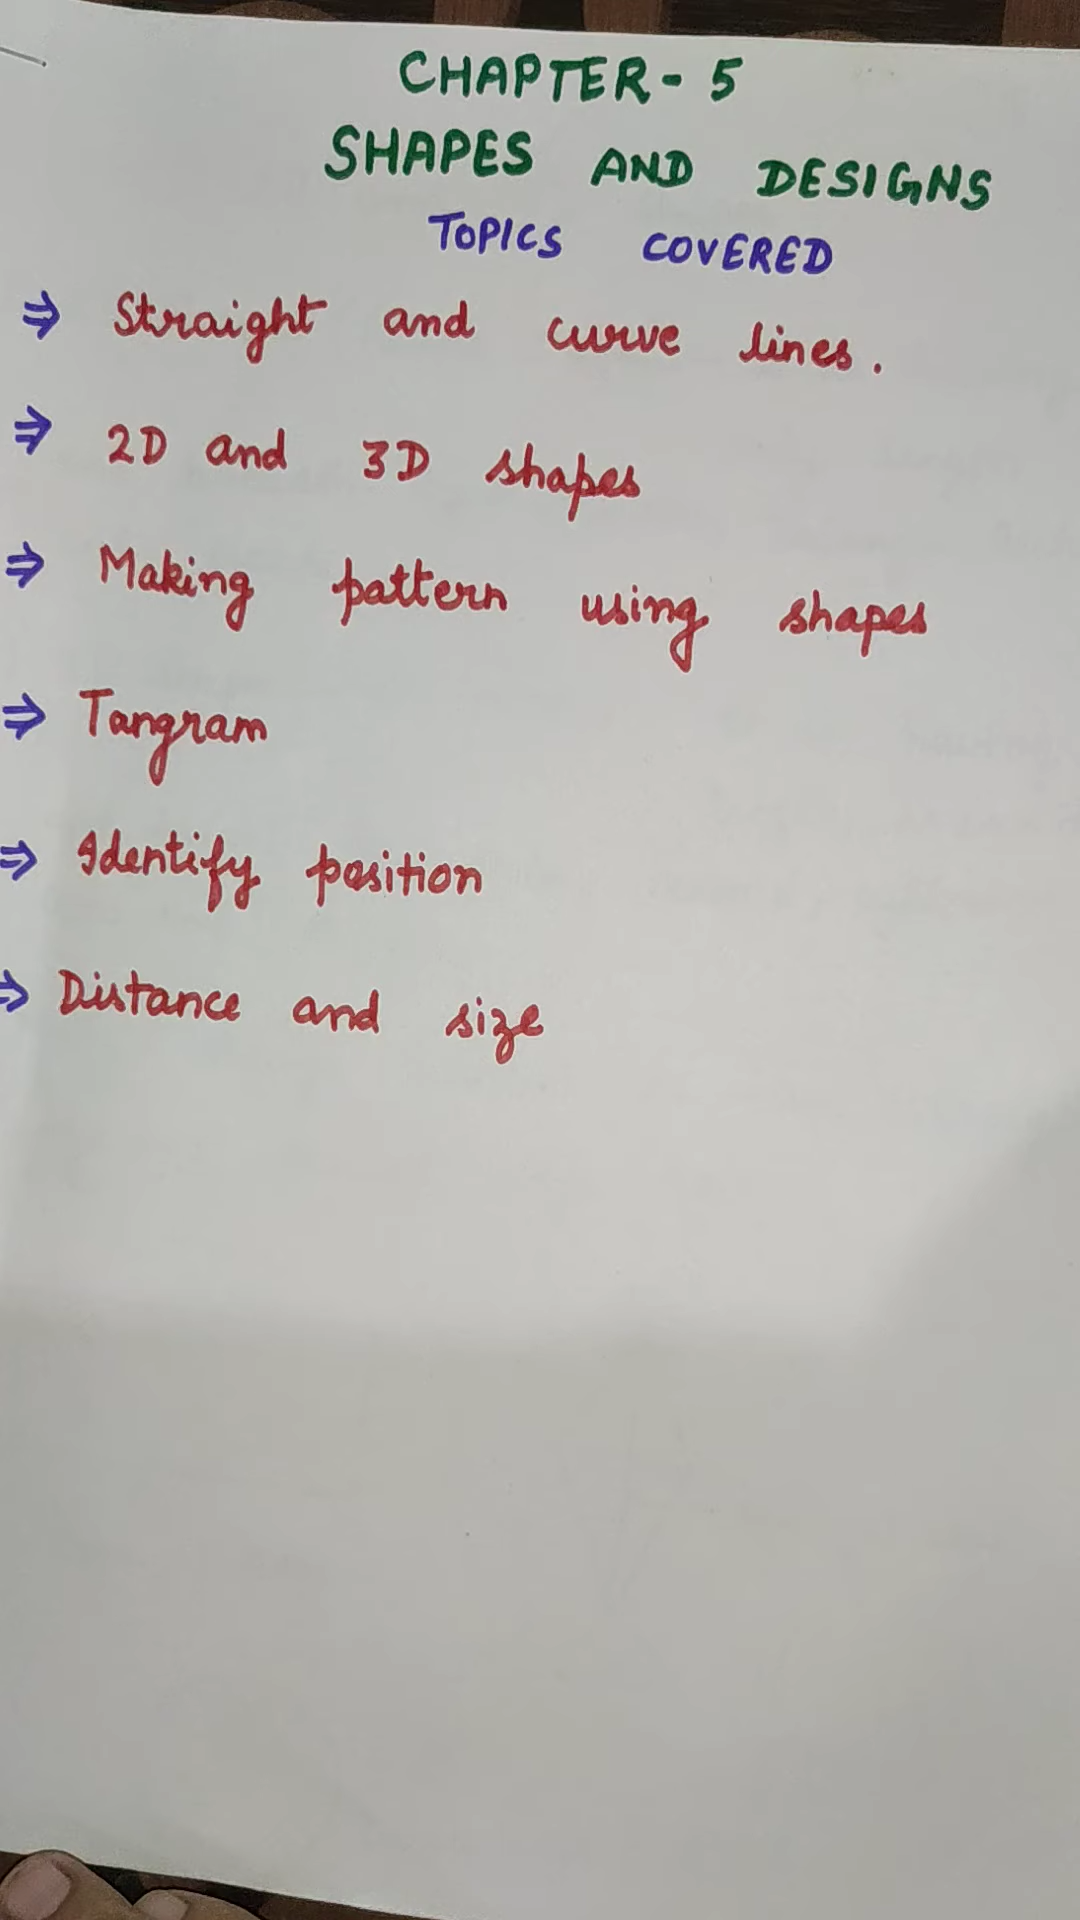 CHAPTER - 5
SHAPES AND DESIGNS
TOPICS COVERED
⇒ Straight and curve lines.
⇒ 2D and 3D shapes
⇒ Making pattern using shapes
⇒ Tangram
⇒ Identify position
⇒ Distance and size